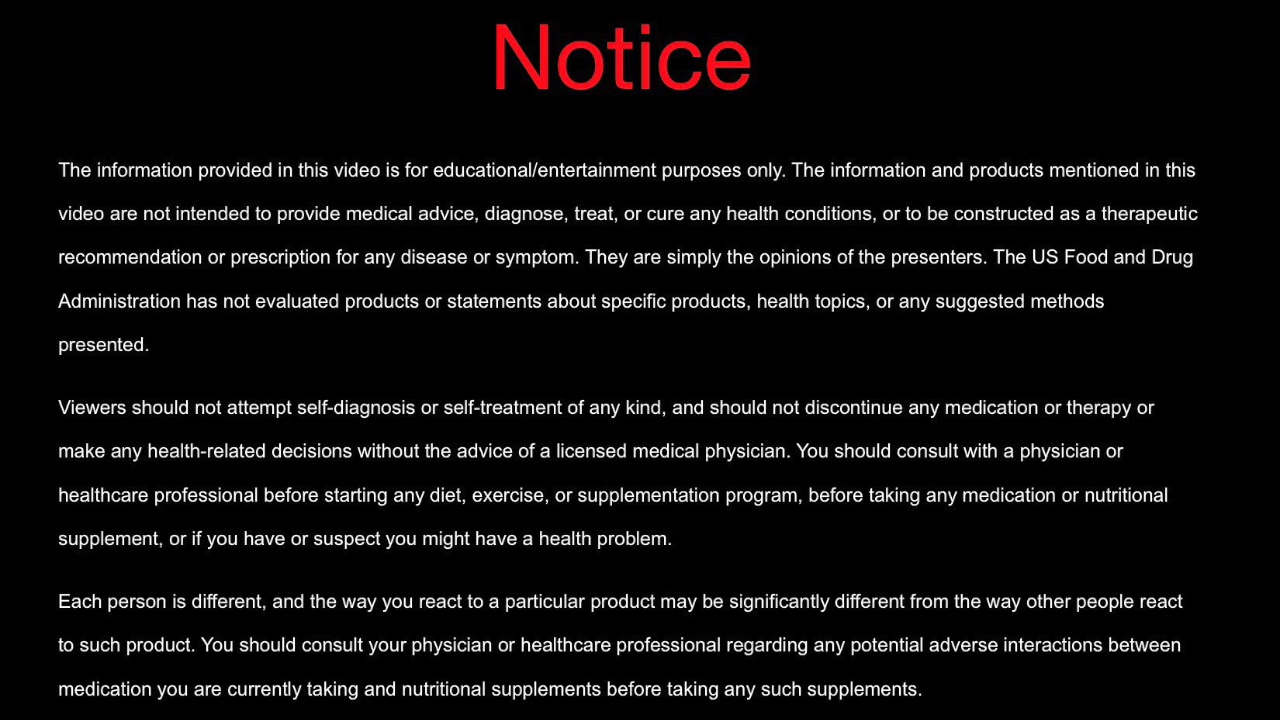 Notice
The information provided in this video is for educational/entertainment purposes only. The information and products mentioned in this
video are not intended to provide medical advice, diagnose, treat, or cure any health conditions, or to be constructed as a therapeutic
recommendation or prescription for any disease or symptom. They are simply the opinions of the presenters. The US Food and Drug
Administration has not evaluated products or statements about specific products, health topics, or any suggested methods
presented.
Viewers should not attempt self-diagnosis or self-treatment of any kind, and should not discontinue any medication or therapy or
make any health-related decisions without the advice of a licensed medical physician. You should consult with a physician or
healthcare professional before starting any diet, exercise, or supplementation program, before taking any medication or nutritional
supplement, or if you have or suspect you might have a health problem.
Each person is different, and the way you react to a particular product may be significantly different from the way other people react
to such product. You should consult your physician or healthcare professional regarding any potential adverse interactions between
medication you are currently taking and nutritional supplements before taking any such supplements.